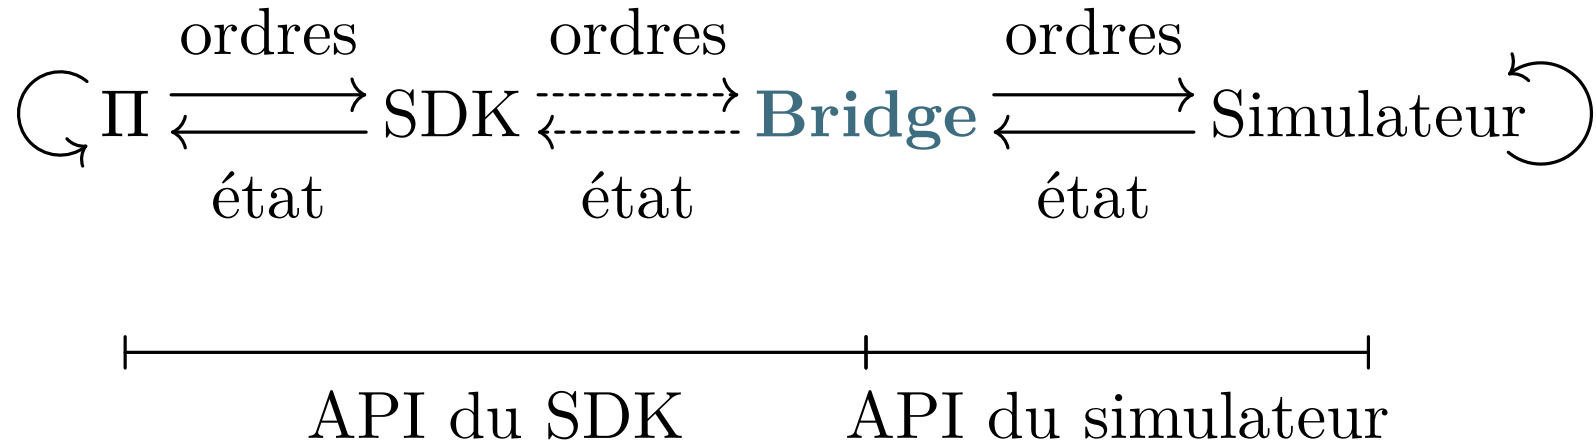 ordres ordres ordres
Π SDK Bridge Simulateur
état état état
API du SDK API du simulateur